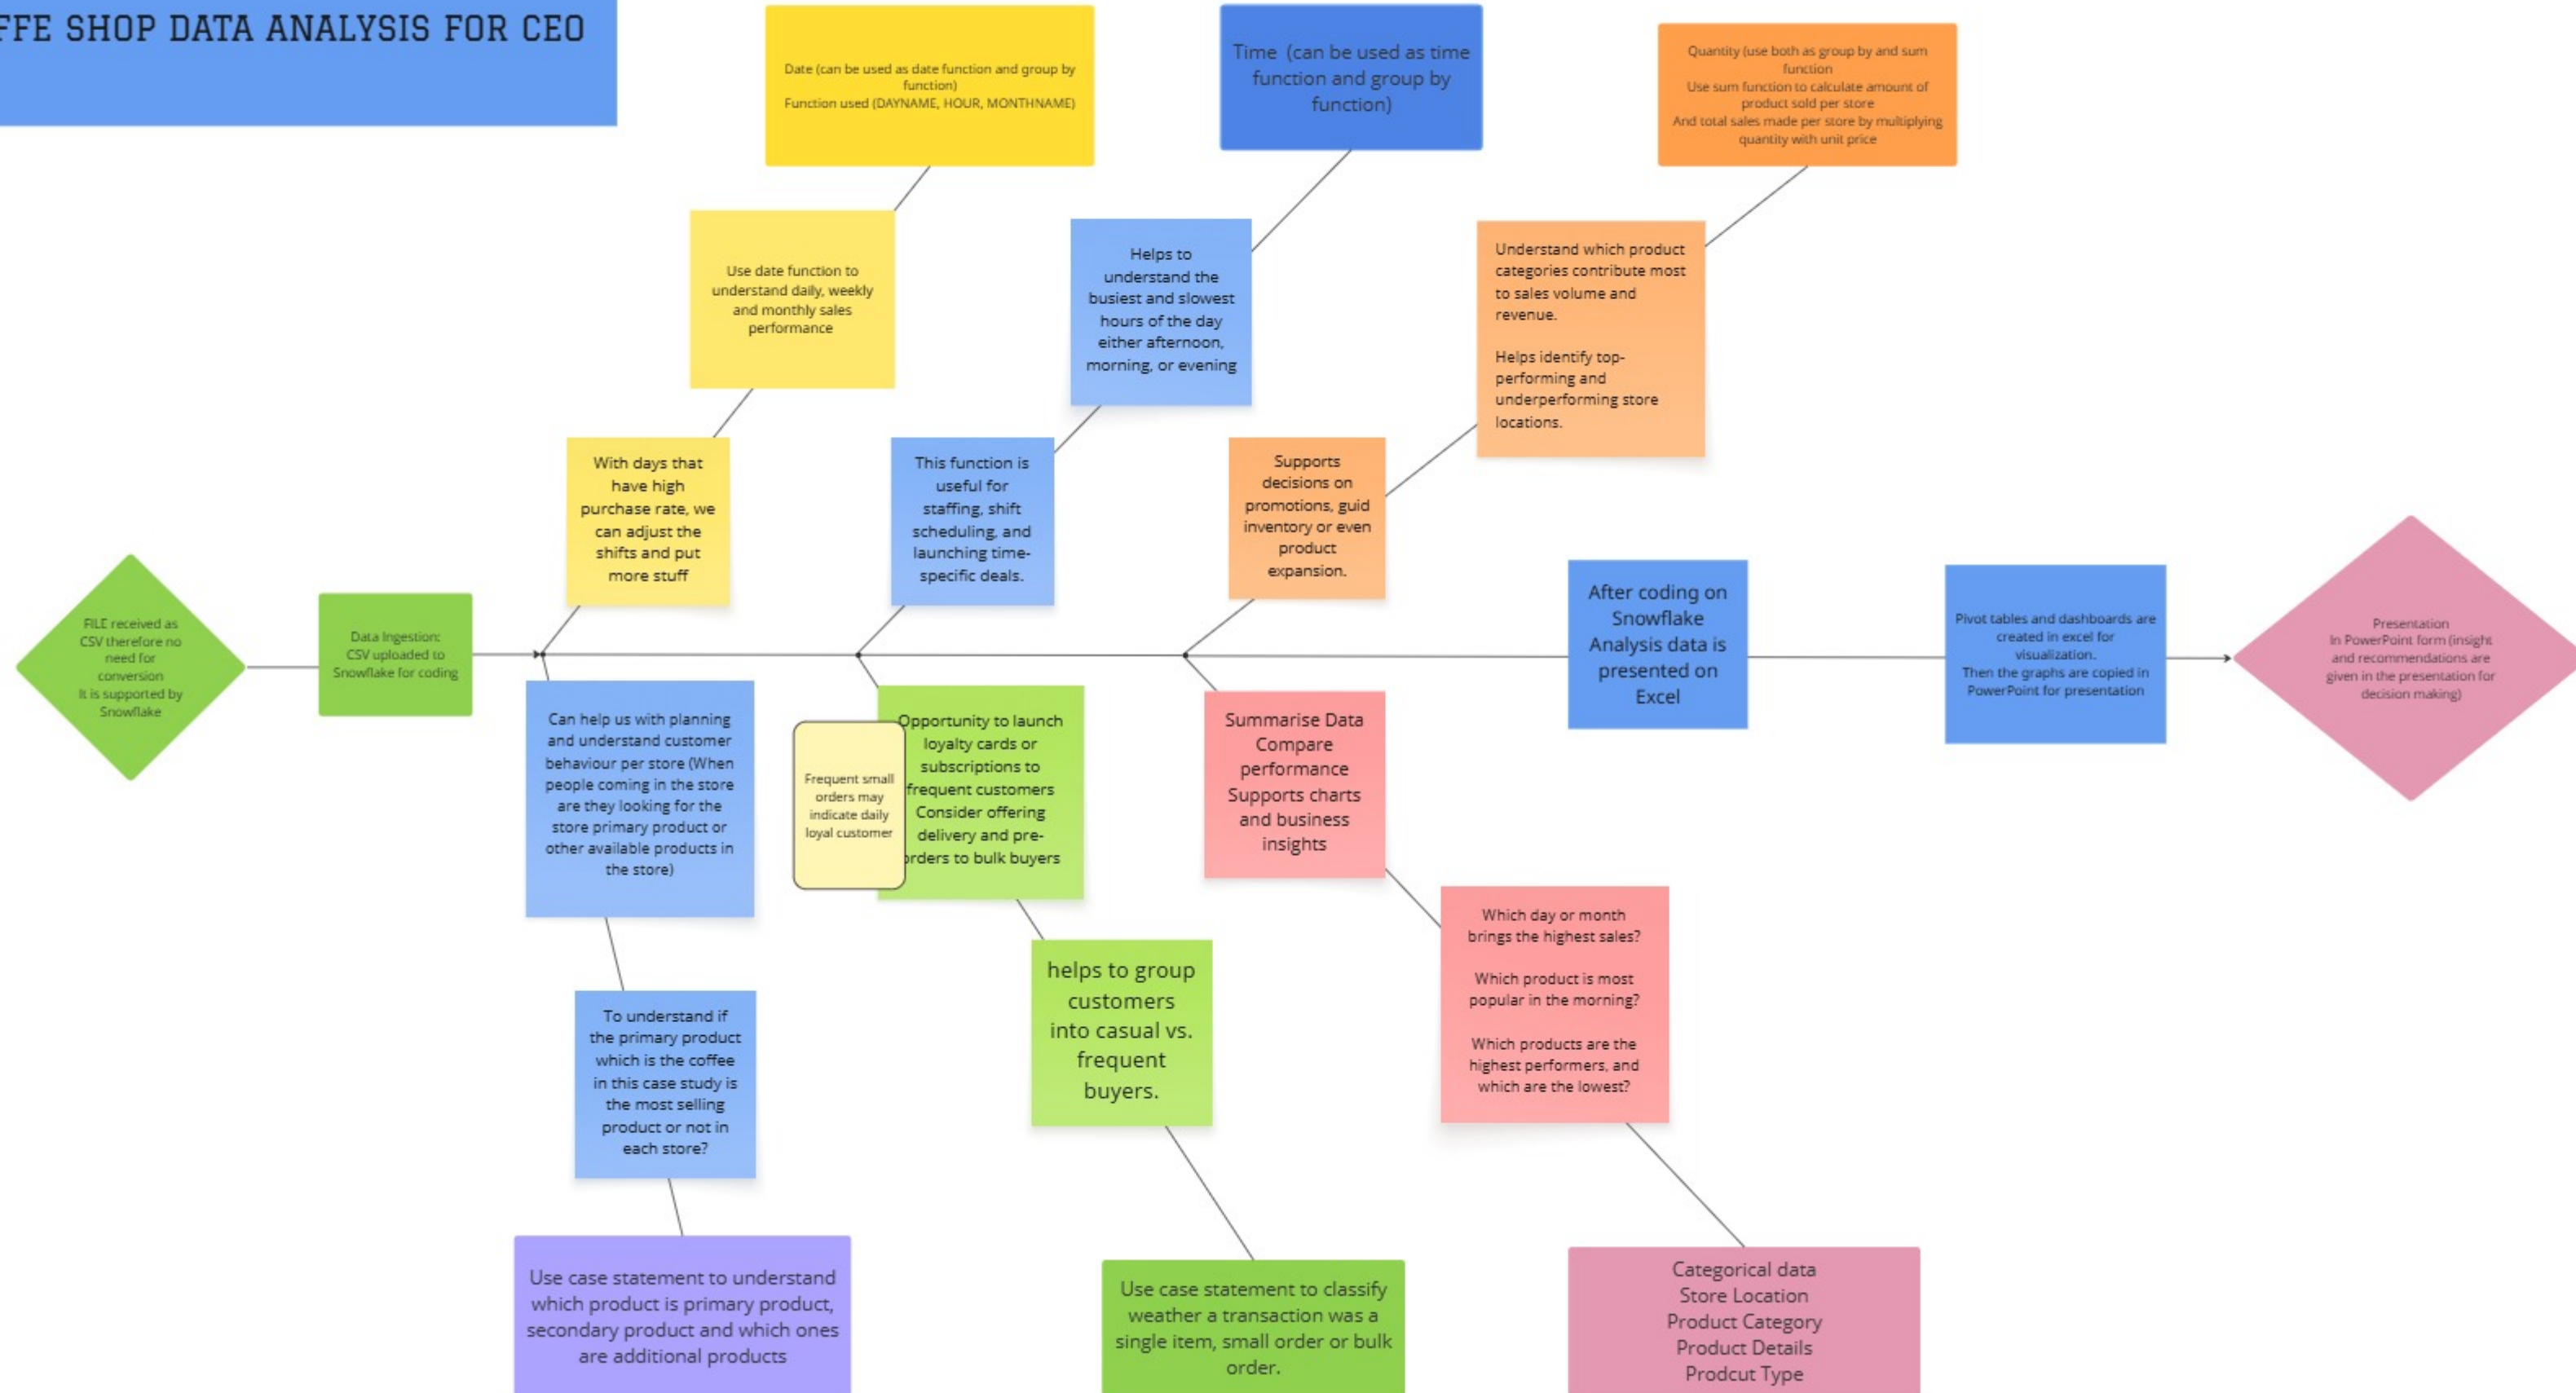 FFE SHOP DATA ANALYSIS FOR CEO
Date (can be used as date function and group by
function)
Function used (DAYNAME, HOUR, MONTHNAME)
Time (can be used as time
function and group by
function)
Quantity (use both as group by and sum
function
Use sum function to calculate amount of
product sold per store
And total sales made per store by multiplying
quantity with unit price
Use date function to
understand daily, weekly
and monthly sales
performance
Helps to
understand the
busiest and slowest
hours of the day
either afternoon,
morning, or evening
Understand which product
categories contribute most
to sales volume and
revenue.
Helps identify top-
performing and
underperforming store
locations.
With days that
have high
purchase rate, we
can adjust the
shifts and put
more stuff
This function is
useful for
staffing, shift
scheduling, and
launching time-
specific deals.
Supports
decisions on
promotions, guid
inventory or even
product
expansion.
FILE received as
CSV therefore no
need for
conversion
It is supported by
Snowflake
Data Ingestion:
CSV uploaded to
Snowflake for coding
After coding on
Snowflake
Analysis data is
presented on
Excel
Pivot tables and dashboards are
created in excel for
visualization.
Then the graphs are copied in
PowerPoint for presentation
Presentation
In PowerPoint form (insight
and recommendations are
given in the presentation for
decision making)
Can help us with planning
and understand customer
behaviour per store (When
people coming in the store
are they looking for the
store primary product or
other available products in
the store)
Frequent small
orders may
indicate daily
loyal customer
Opportunity to launch
loyalty cards or
subscriptions to
frequent customers
Consider offering
delivery and pre-
orders to bulk buyers
Summarise Data
Compare
performance
Supports charts
and business
insights
Which day or month
brings the highest sales?
Which product is most
popular in the morning?
Which products are the
highest performers, and
which are the lowest?
helps to group
customers
into casual vs.
frequent
buyers.
To understand if
the primary product
which is the coffee
in this case study is
the most selling
product or not in
each store?
Use case statement to understand
which product is primary product,
secondary product and which ones
are additional products
Use case statement to classify
weather a transaction was a
single item, small order or bulk
order.
Categorical data
Store Location
Product Category
Product Details
Prodcut Type